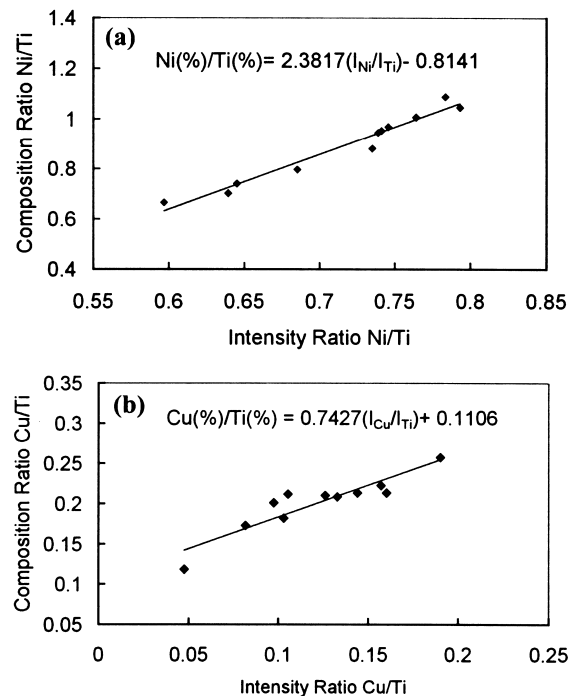 (a)
Ni(%)/Ti(%)= 2.3817(I_Ni/I_Ti)- 0.8141
Composition Ratio Ni/Ti
1.4
1.2
1
0.8
0.6
0.4
0.55 0.6 0.65 0.7 0.75 0.8 0.85
Intensity Ratio Ni/Ti
(b)
Cu(%)/Ti(%) = 0.7427(I_Cu/I_Ti)+ 0.1106
Composition Ratio Cu/Ti
0.35
0.3
0.25
0.2
0.15
0.1
0.05
0 0.05 0.1 0.15 0.2 0.25
Intensity Ratio Cu/Ti